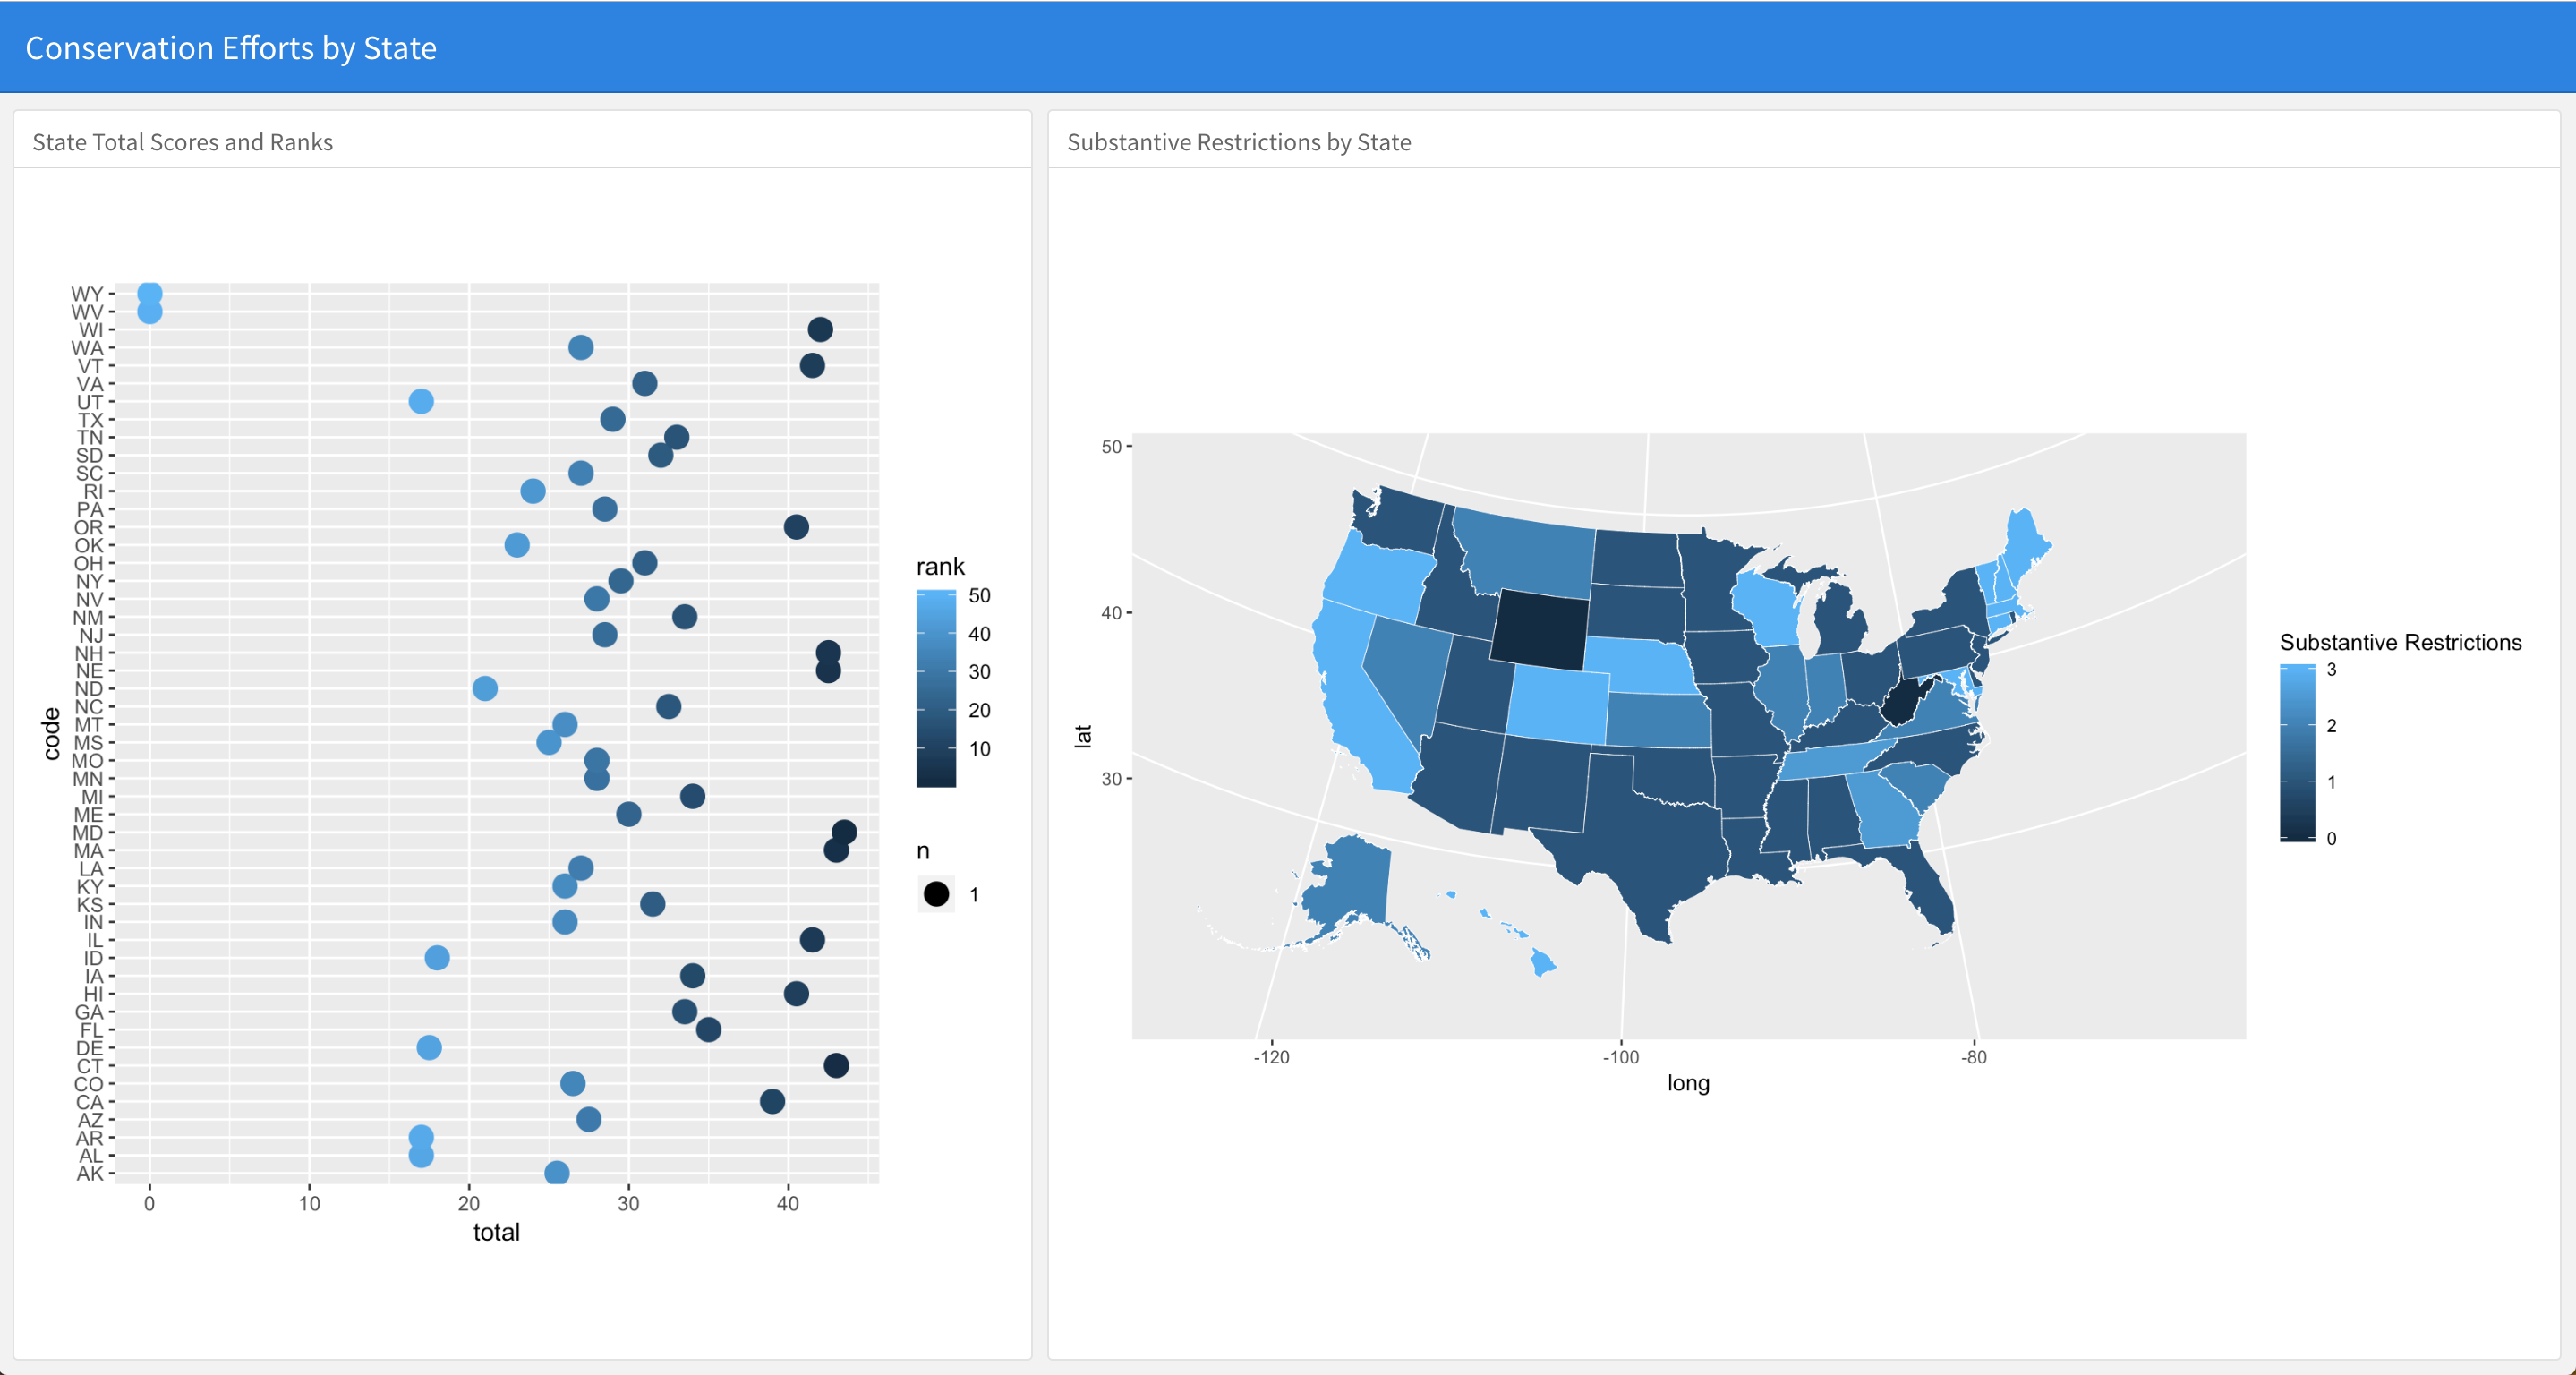 Conservation Efforts by State
State Total Scores and Ranks
code
WY
WV
WI
WA
VT
VA
UT
TX
TN
SD
SC
RI
PA
OR
OK
OH
NY
NV
NM
NJ
NH
NE
ND
NC
MT
MS
MO
MN
MI
ME
MD
MA
LA
KY
KS
IN
IL
ID
IA
HI
GA
FL
DE
CT
CO
CA
AZ
AR
AL
AK
0 10 20 30 40
total
rank
50
40
30
20
10
n
1
Substantive Restrictions by State
lat
50
40
30
-120 -100 -80
long
Substantive Restrictions
3
2
1
0